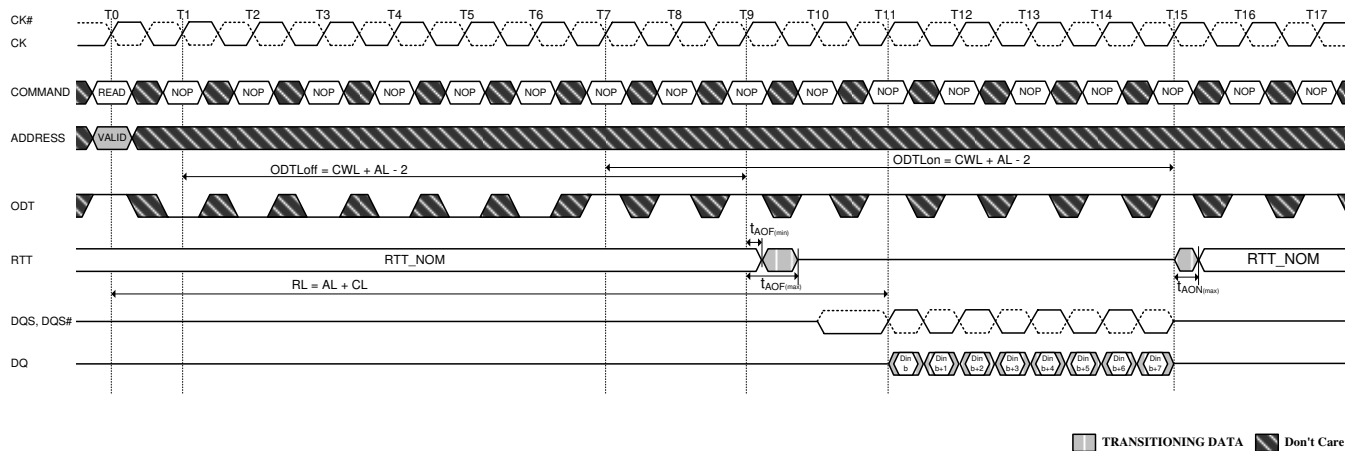 CK#
CK
T0 T1 T2 T3 T4 T5 T6 T7 T8 T9 T10 T11 T12 T13 T14 T15 T16 T17
COMMAND READ NOP NOP NOP NOP NOP NOP NOP NOP NOP NOP NOP NOP NOP NOP NOP NOP NOP
ADDRESS VALID
ODTLoff = CWL + AL - 2
ODTLon = CWL + AL - 2
ODT
tAOF(min)
RTT RTT_NOM RTT_NOM
tAOF(max)
tAON(max)
RL = AL + CL
DQS, DQS#
DQ
Din b
Din b+1
Din b+2
Din b+3
Din b+4
Din b+5
Din b+6
Din b+7
TRANSITIONING DATA Don't Care